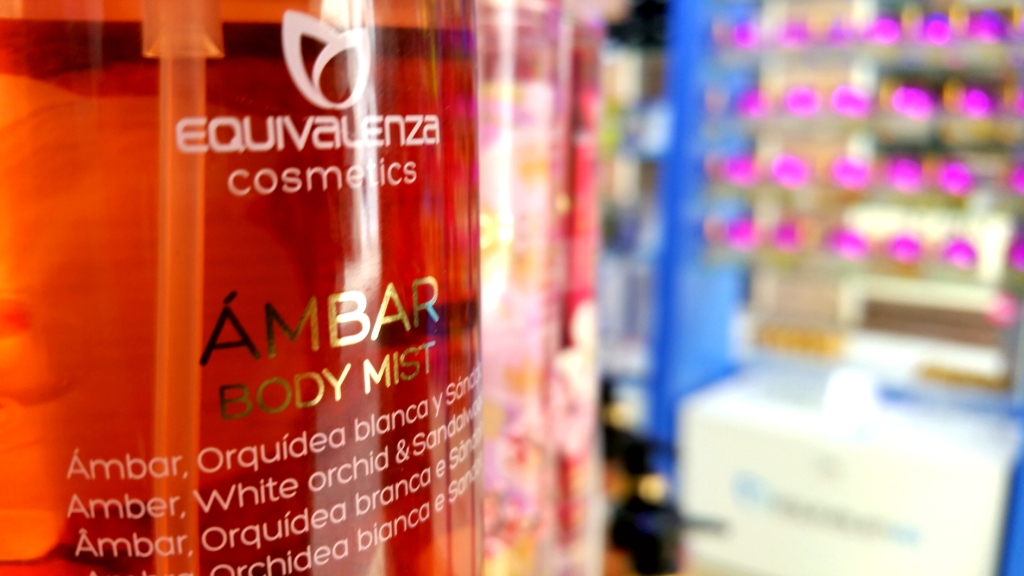 EQUIVALENZA
cosmetics
ÁMBAR
BODY MIST
Ámbar, Orquídea blanca y
Amber, White orchid &
Âmbar, Orquídea branca e
Orchidea bianca e